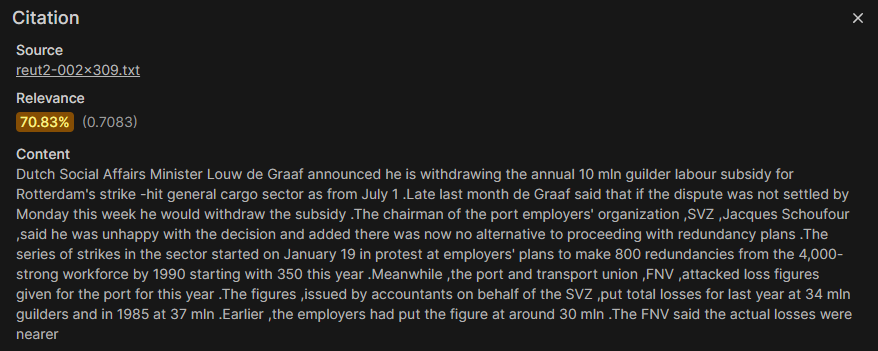 Citation
Source
reut2-002×309.txt
Relevance
70.83% (0.7083)
Content
Dutch Social Affairs Minister Louw de Graaf announced he is withdrawing the annual 10 mln guilder labour subsidy for
Rotterdam's strike -hit general cargo sector as from July 1 .Late last month de Graaf said that if the dispute was not settled by
Monday this week he would withdraw the subsidy .The chairman of the port employers' organization ,SVZ ,Jacques Schoufour
,said he was unhappy with the decision and added there was now no alternative to proceeding with redundancy plans .The
series of strikes in the sector started on January 19 in protest at employers' plans to make 800 redundancies from the 4,000-
strong workforce by 1990 starting with 350 this year .Meanwhile ,the port and transport union ,FNV ,attacked loss figures
given for the port for this year .The figures ,issued by accountants on behalf of the SVZ ,put total losses for last year at 34 mln
guilders and in 1985 at 37 mln .Earlier ,the employers had put the figure at around 30 mln .The FNV said the actual losses were
nearer